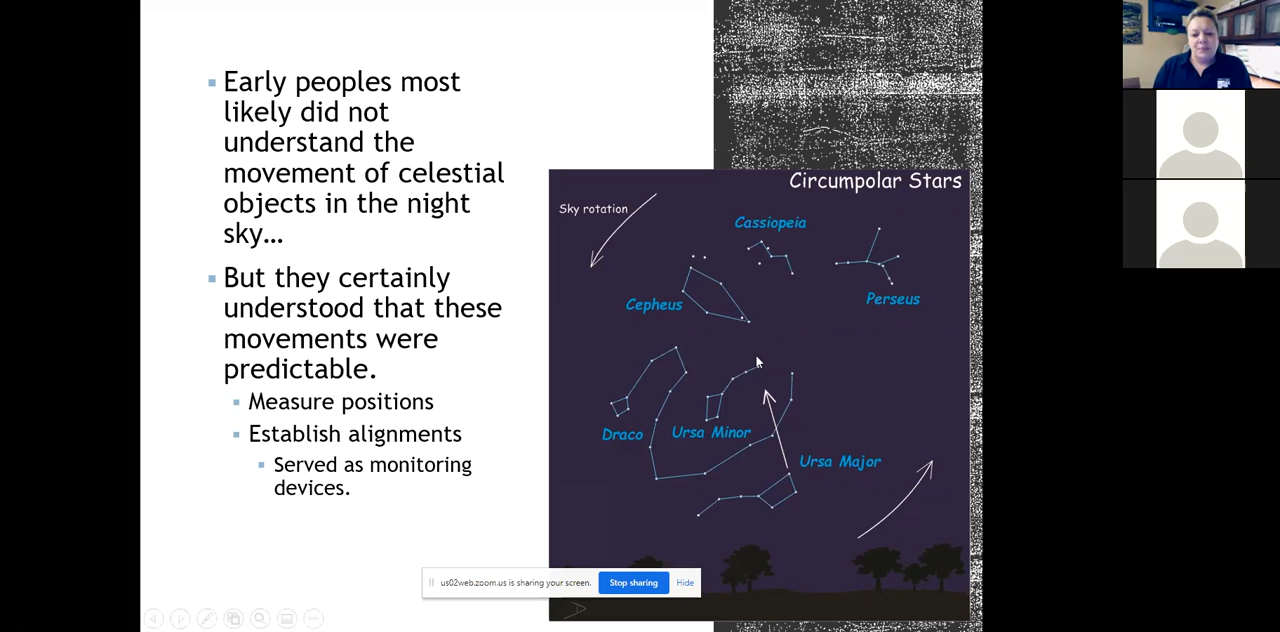 Early peoples most
likely did not
understand the
movement of celestial
objects in the night
sky…
But they certainly
understood that these
movements were
predictable.
Measure positions
Establish alignments
Served as monitoring
devices.
Circumpolar Stars
Sky rotation
Cassiopeia
Cepheus
Perseus
Draco
Ursa Minor
Ursa Major
us02web.zoom.us is sharing your screen.
Stop sharing
Hide